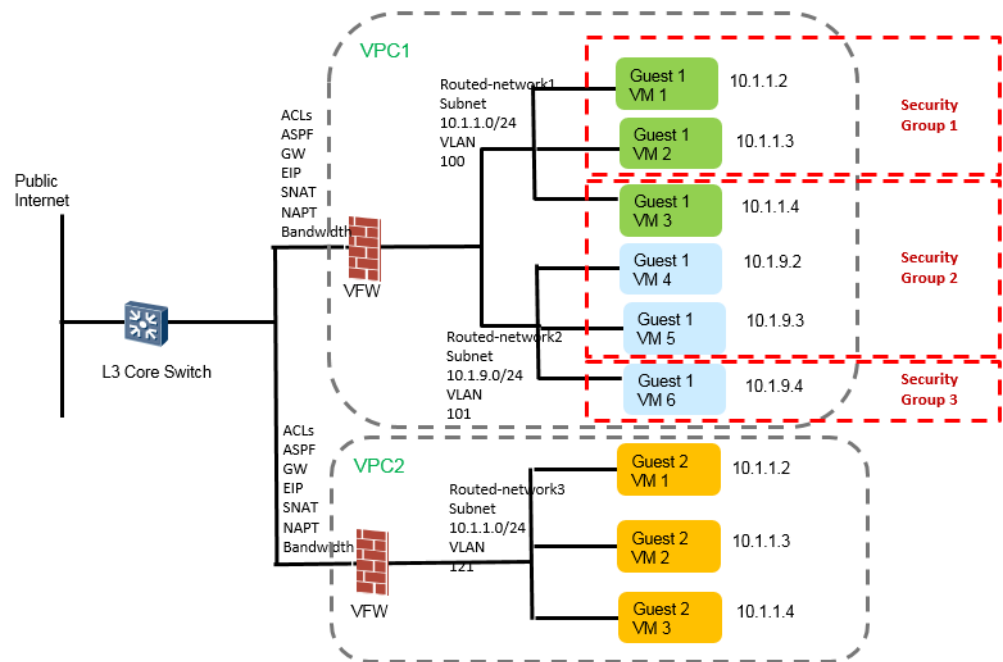 VPC1
Public
Internet
L3 Core Switch
ACLs
ASPF
GW
EIP
SNAT
NAPT
Bandwidth
VFW
Routed-network1
Subnet
10.1.1.0/24
VLAN
100
Guest 1
VM 1
10.1.1.2
Guest 1
VM 2
10.1.1.3
Guest 1
VM 3
10.1.1.4
Routed-network2
Subnet
10.1.9.0/24
VLAN
101
Guest 1
VM 4
10.1.9.2
Guest 1
VM 5
10.1.9.3
Guest 1
VM 6
10.1.9.4
Security
Group 1
Security
Group 2
Security
Group 3
VPC2
ACLs
ASPF
GW
EIP
SNAT
NAPT
Bandwidth
VFW
Routed-network3
Subnet
10.1.1.0/24
VLAN
121
Guest 2
VM 1
10.1.1.2
Guest 2
VM 2
10.1.1.3
Guest 2
VM 3
10.1.1.4